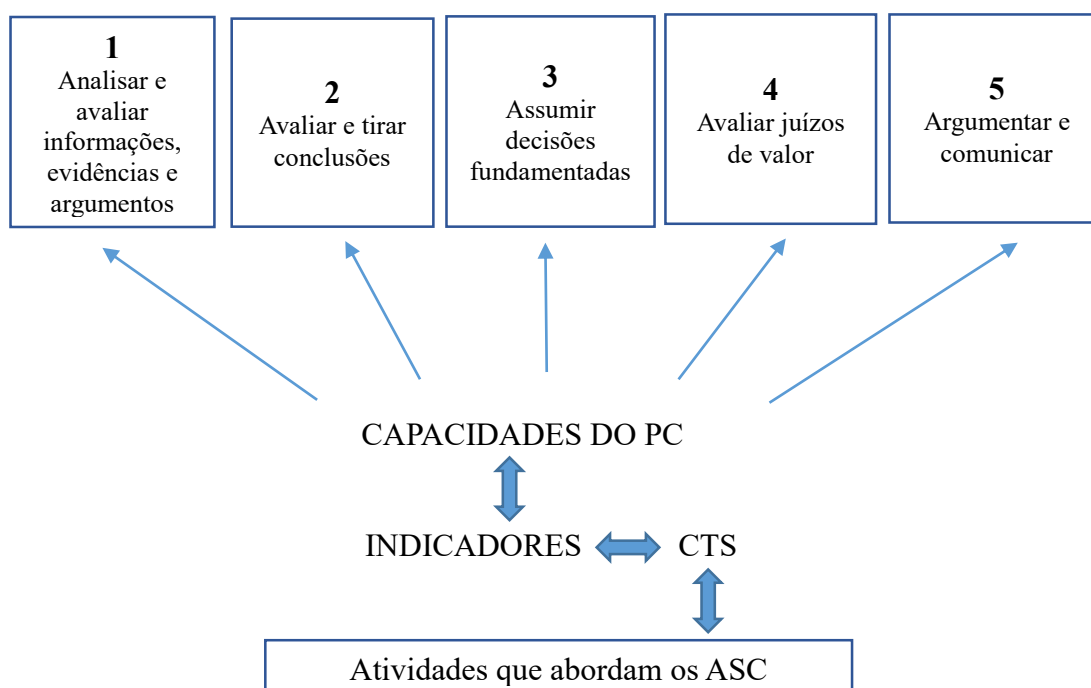 1
Analisar e
avaliar
informações,
evidências e
argumentos
2
Avaliar e tirar
conclusões
3
Assumir
decisões
fundamentadas
4
Avaliar juízos
de valor
5
Argumentar e
comunicar
CAPACIDADES DO PC
INDICADORES
CTS
Atividades que abordam os ASC